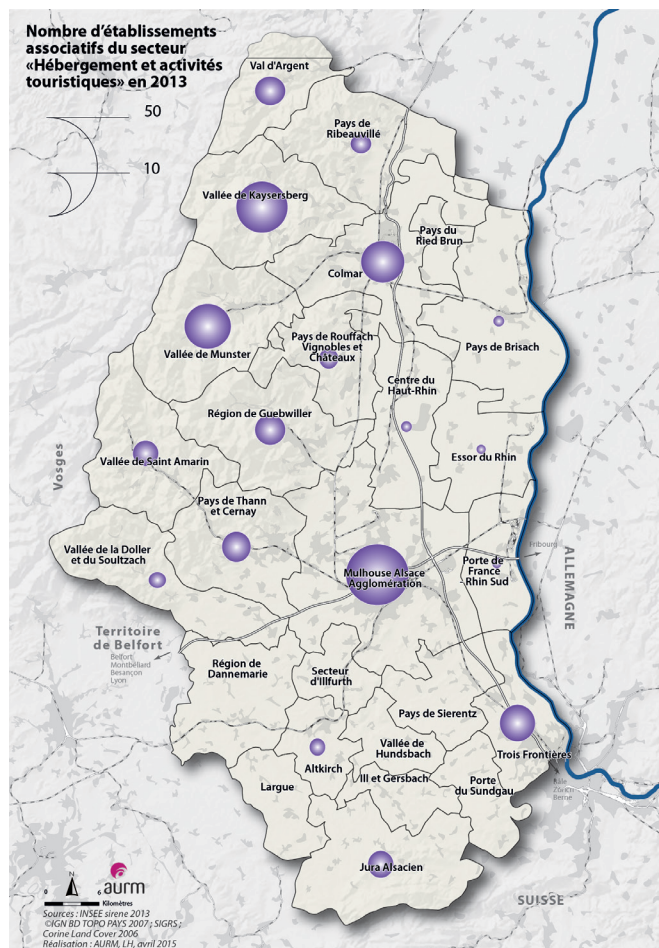 Nombre d'établissements
associatifs du secteur
«Hébergement et activités
touristiques» en 2013
50
10
Val d'Argent
Pays de
Ribeauvillé
Vallée de Kaysersberg
Pays du
Ried Brun
Colmar
Vallée de Munster
Pays de Rouffach
Vignobles et
Châteaux
Pays de Brisach
Centre du
Haut-Rhin
Région de Guebwiller
Vosges
Vallée de Saint Amarin
Essor du Rhin
Pays de Thann
et Cernay
Vallée de la Doller
et du Soultzach
Mulhouse Alsace
Agglomération
Porte de
France
Rhin Sud
Fribourg
ALLEMAGNE
Territoire
de Belfort
Belfort
Montbéliard
Besançon
Lyon
Région de
Dannemarie
Secteur
d'Illfurth
Pays de Sierentz
Vallée de
Hundsbach
Trois Frontières
Altkirch
Ill et Gersbach
Largue
Porte
du Sundgau
Bâle
Zürich
Berne
Jura Alsacien
SUISSE
N
0 6
Kilomètres
aurm
Sources : INSEE sirene 2013
©IGN BD TOPO PAYS 2007 ; SIGRS ;
Corine Land Cover 2006
Réalisation : AURM, LH, avril 2015